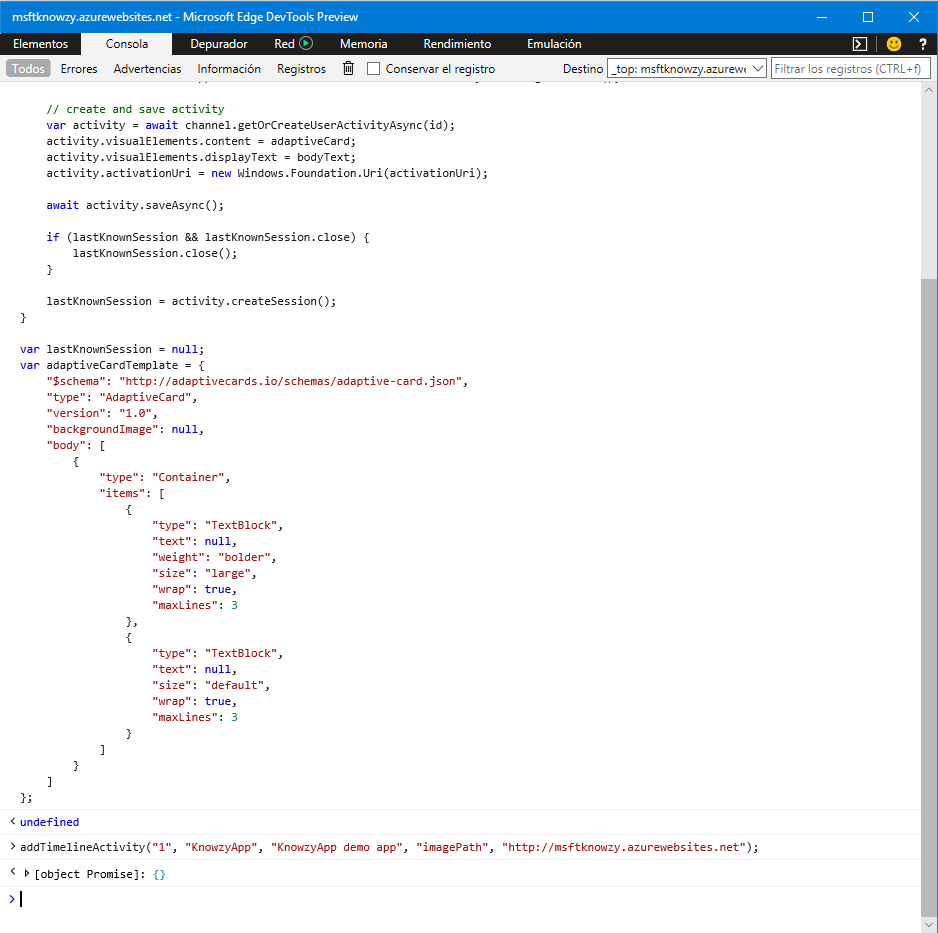 msftknowzy.azurewebsites.net - Microsoft Edge DevTools Preview
Elementos Consola Depurador Red Memoria Rendimiento Emulación ?
Todos Errores Advertencias Información Registros Conservar el registro Destino _top: msftknowzy.azurewe Filtrar los registros (CTRL+f)
// create and save activity
var activity = await channel.getOrCreateUserActivityAsync(id);
activity.visualElements.content = adaptiveCard;
activity.visualElements.displayText = bodyText;
activity.activationUri = new Windows.Foundation.Uri(activationUri);
await activity.saveAsync();
if (lastKnownSession && lastKnownSession.close) {
lastKnownSession.close();
}
lastKnownSession = activity.createSession();
}
var lastKnownSession = null;
var adaptiveCardTemplate = {
"$schema": "http://adaptivecards.io/schemas/adaptive-card.json",
"type": "AdaptiveCard",
"version": "1.0",
"backgroundImage": null,
"body": [
{
"type": "Container",
"items": [
{
"type": "TextBlock",
"text": null,
"weight": "bolder",
"size": "large",
"wrap": true,
"maxLines": 3
},
{
"type": "TextBlock",
"text": null,
"size": "default",
"wrap": true,
"maxLines": 3
}
]
}
]
};
undefined
addTimelineActivity("1", "KnowzyApp", "KnowzyApp demo app", "imagePath", "http://msftknowzy.azurewebsites.net");
[object Promise]: {}